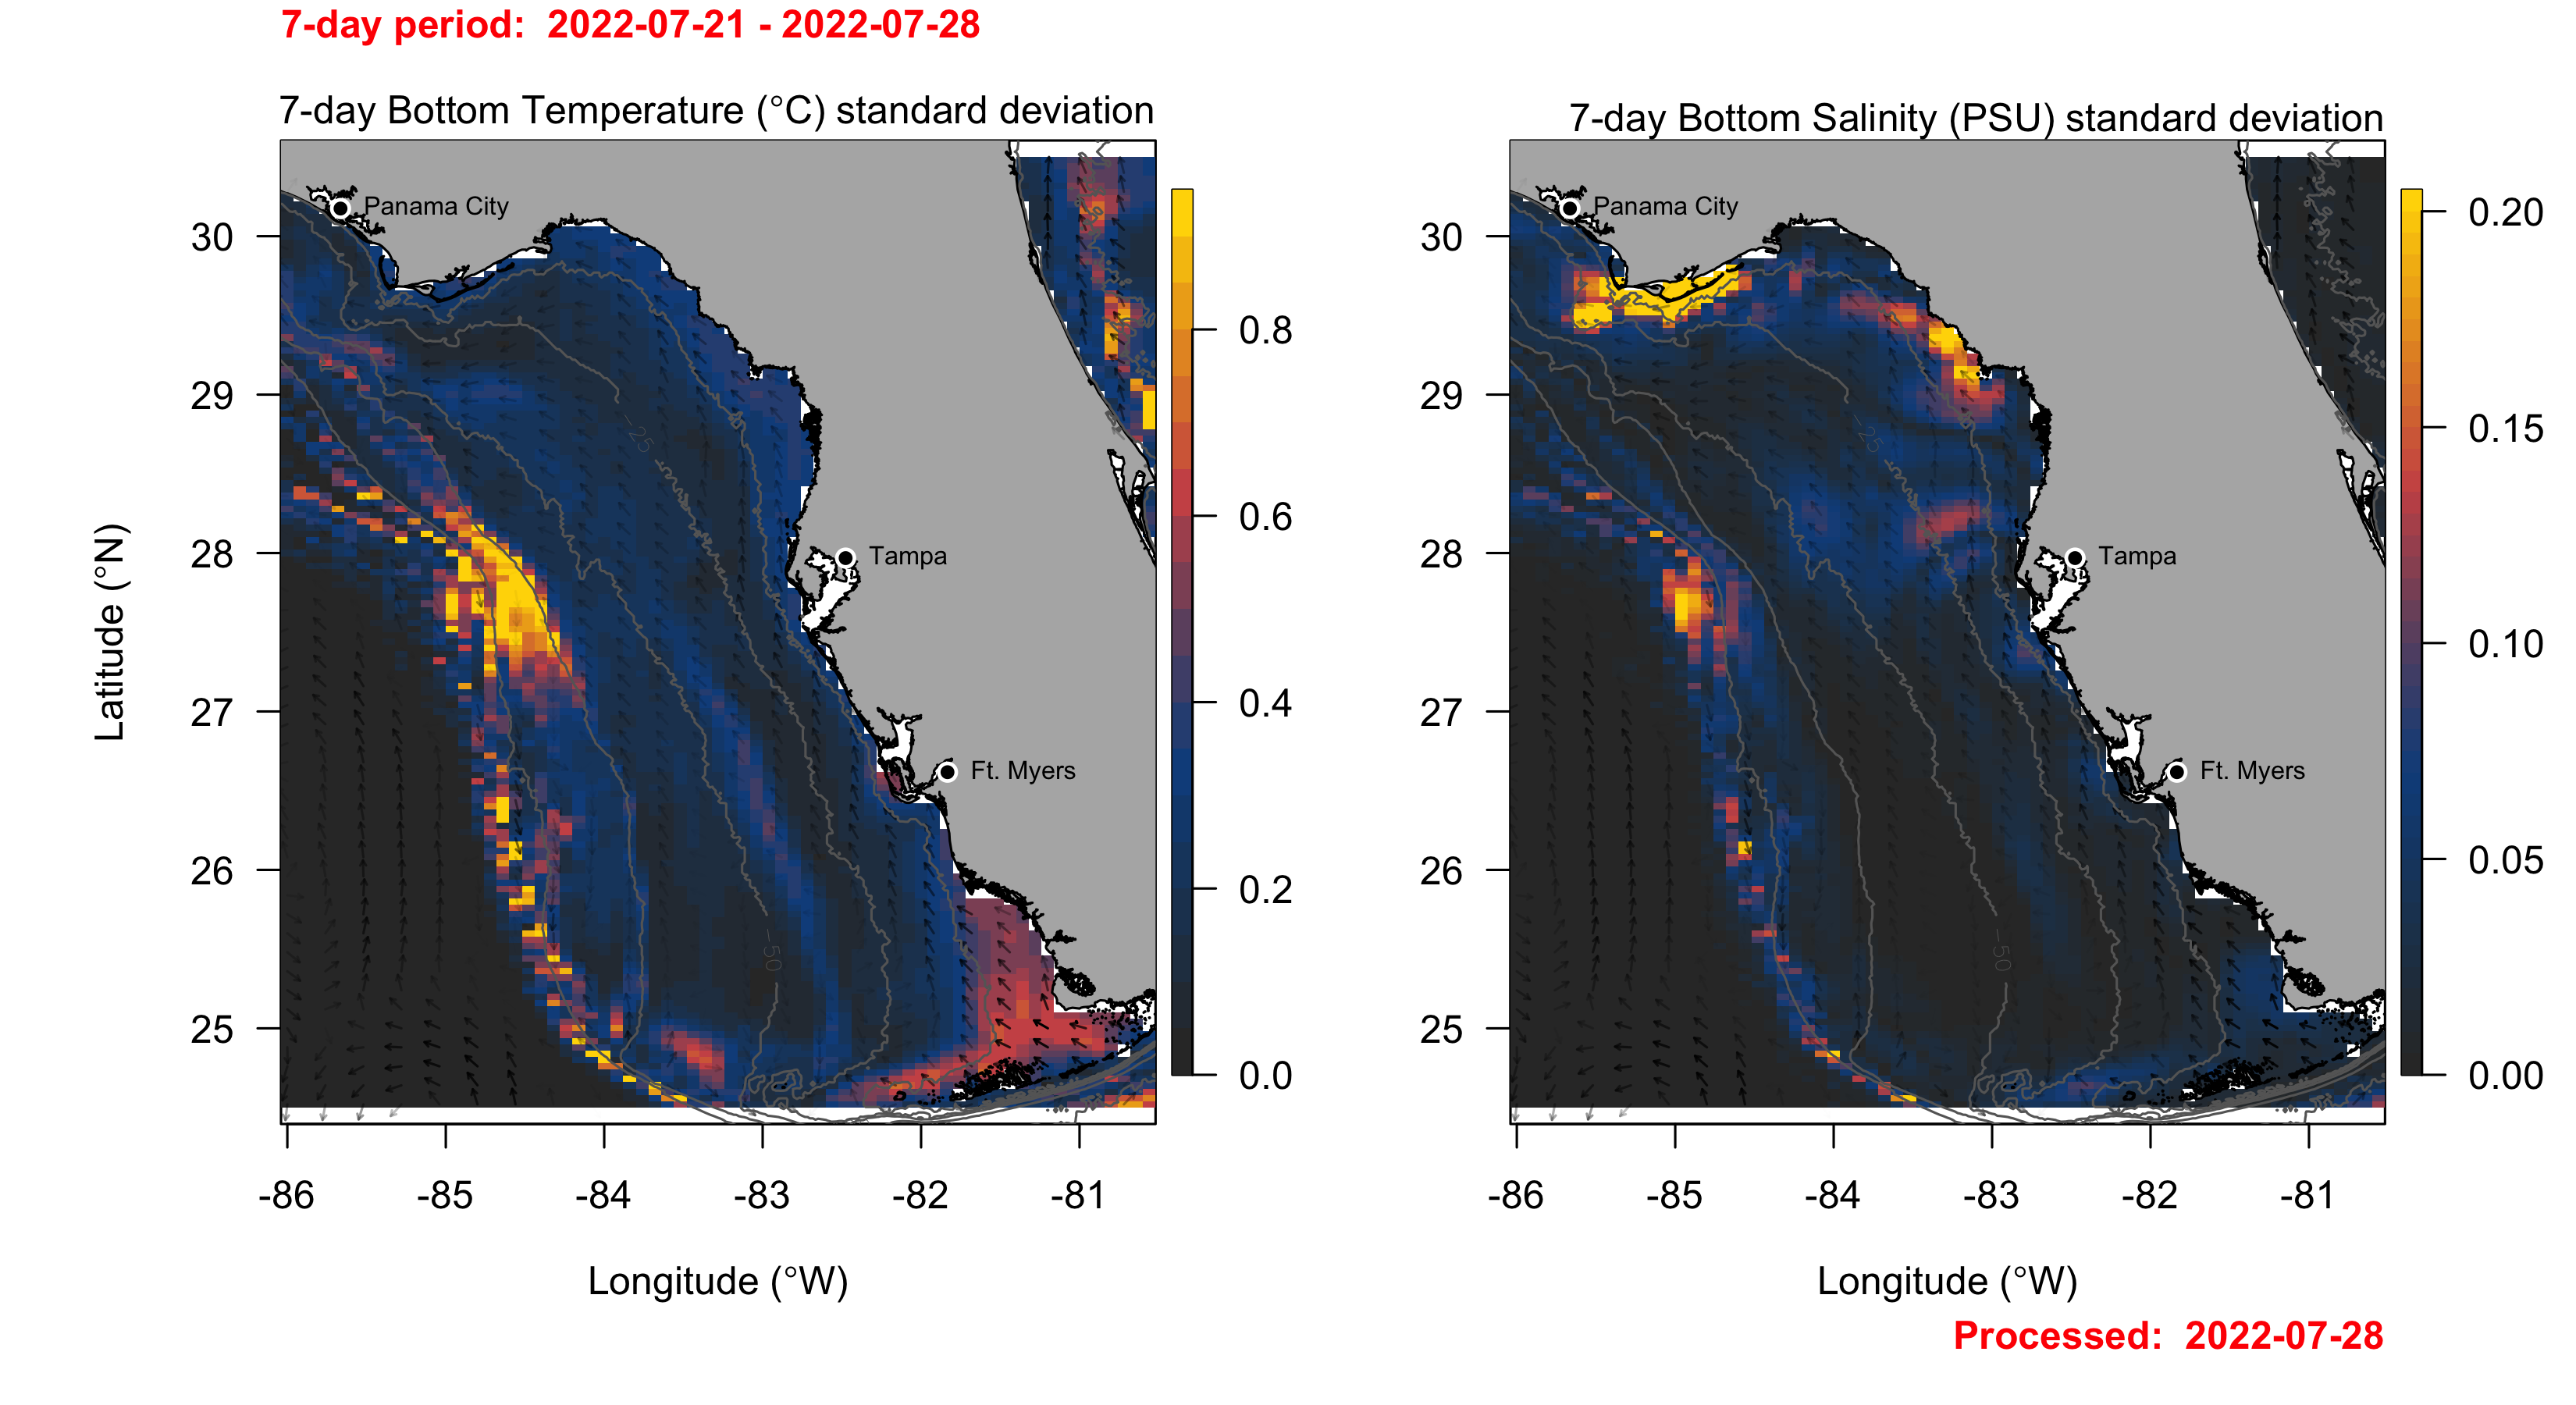 7-day period:  2022-07-21 - 2022-07-28
7-day Bottom Temperature (°C) standard deviation
Panama City
Tampa
Ft. Myers
-25
-50
30
29
28
27
26
25
Latitude (°N)
-86
-85
-84
-83
-82
-81
Longitude (°W)
0.8
0.6
0.4
0.2
0.0
7-day Bottom Salinity (PSU) standard deviation
Panama City
Tampa
Ft. Myers
-25
-50
30
29
28
27
26
25
-86
-85
-84
-83
-82
-81
Longitude (°W)
0.20
0.15
0.10
0.05
0.00
Processed:  2022-07-28